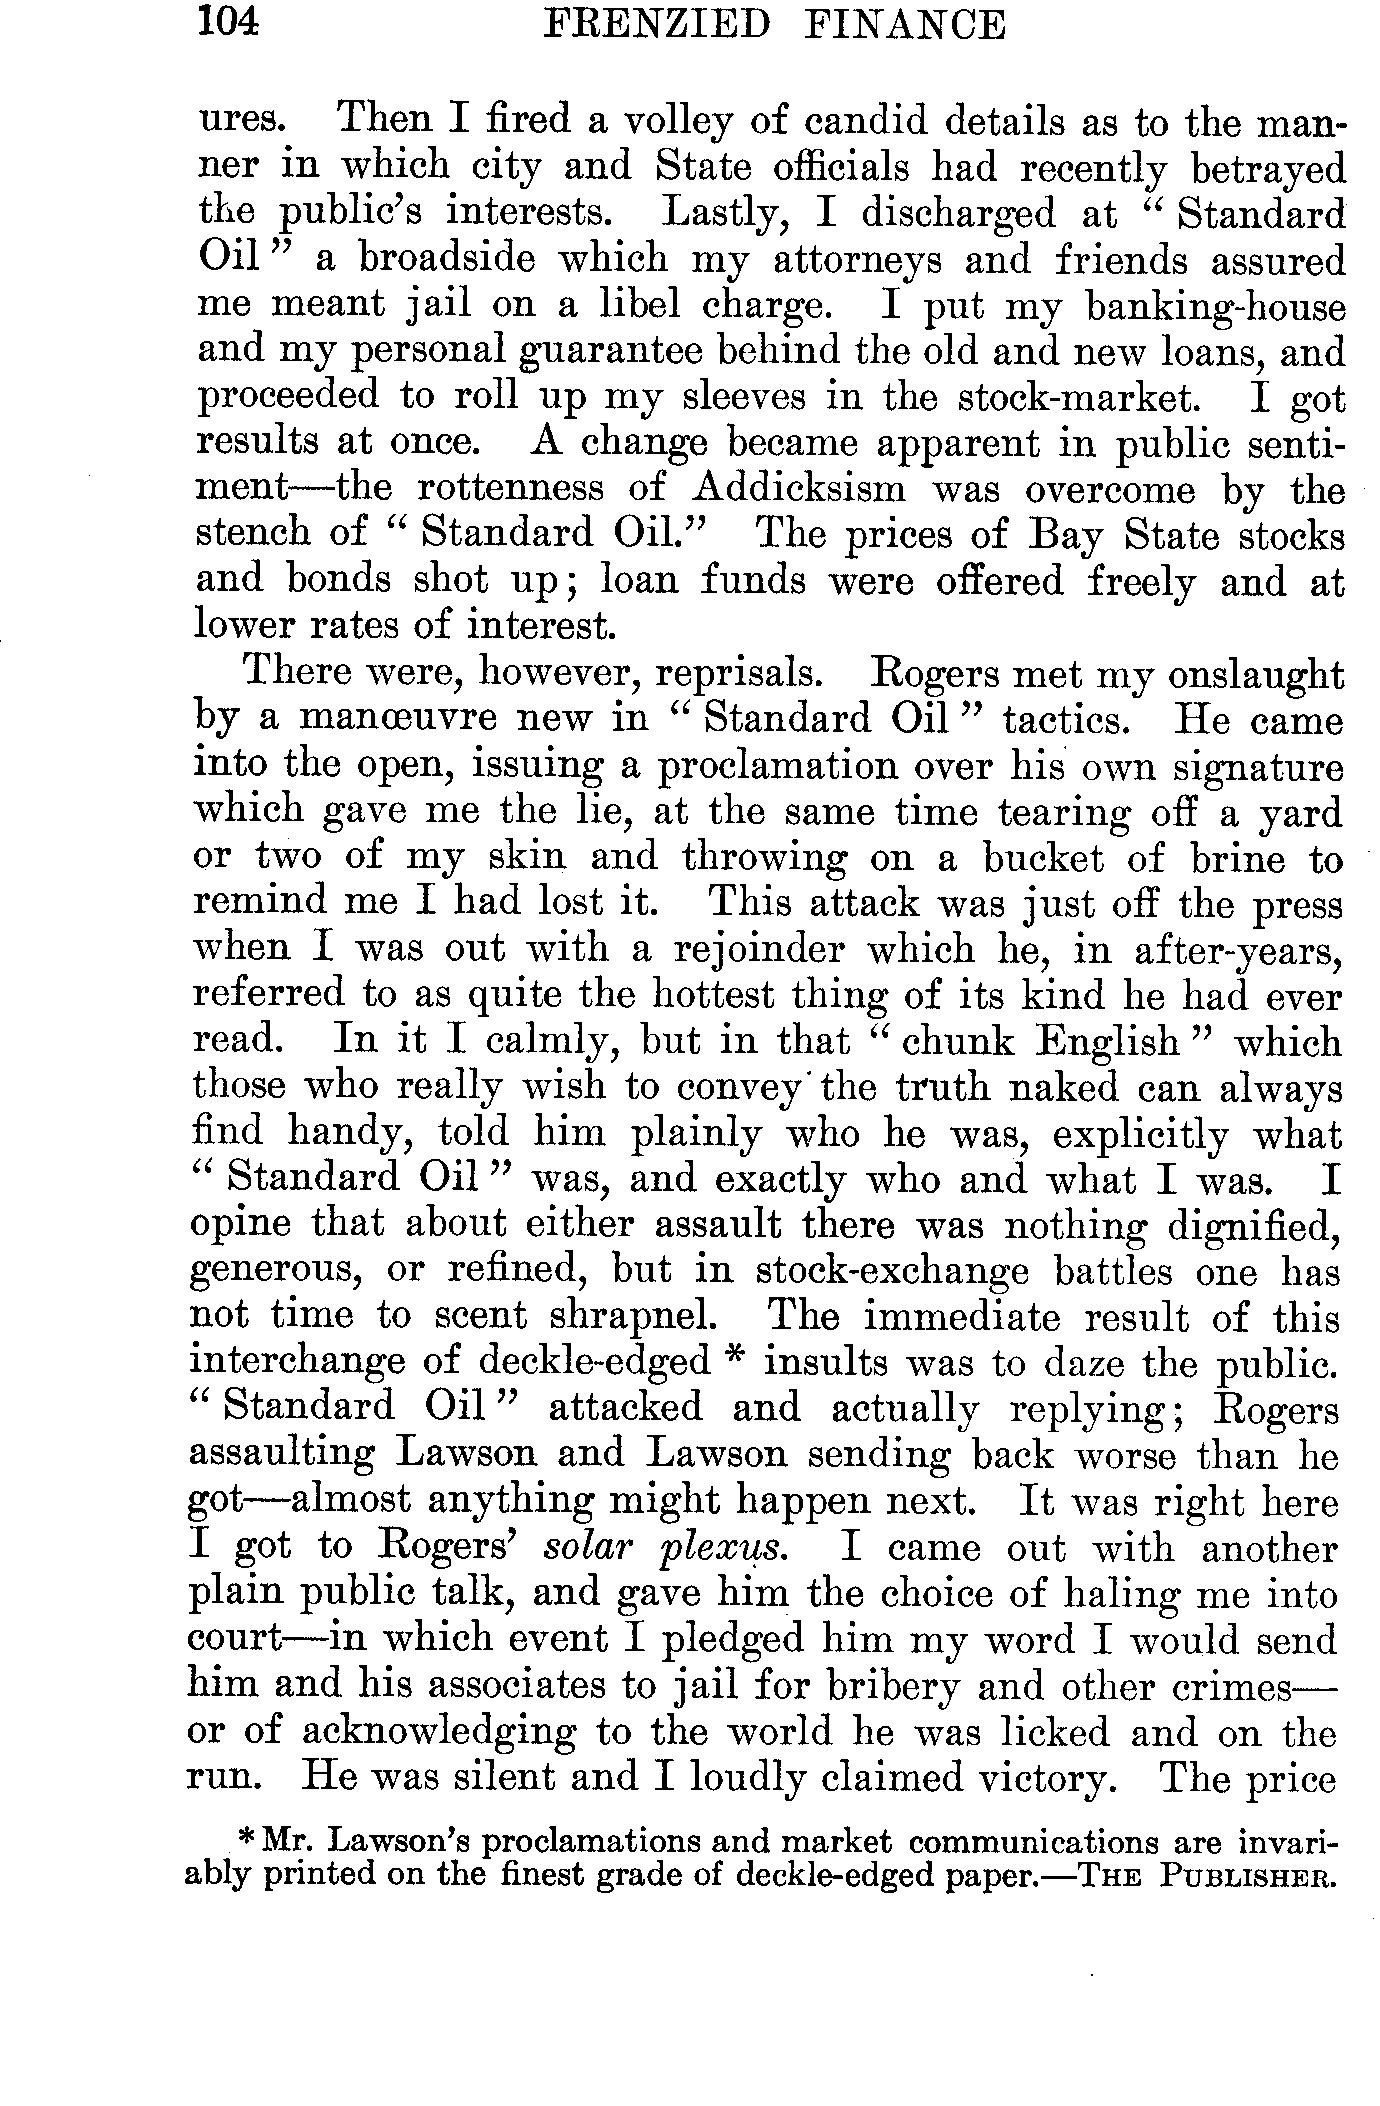 104 FRENZIED FINANCE
ures. Then I fired a volley of candid details as to the man-
ner in which city and State officials had recently betrayed
the public's interests. Lastly, I discharged at " Standard
Oil " a broadside which my attorneys and friends assured
me meant jail on a libel charge. I put my banking-house
and my personal guarantee behind the old and new loans, and
proceeded to roll up my sleeves in the stock-market. I got
results at once. A change became apparent in public senti-
ment—the rottenness of Addicksism was overcome by the
stench of " Standard Oil." The prices of Bay State stocks
and bonds shot up; loan funds were offered freely and at
lower rates of interest.
There were, however, reprisals. Rogers met my onslaught
by a manœuvre new in " Standard Oil " tactics. He came
into the open, issuing a proclamation over his own signature
which gave me the lie, at the same time tearing off a yard
or two of my skin and throwing on a bucket of brine to
remind me I had lost it. This attack was just off the press
when I was out with a rejoinder which he, in after-years,
referred to as quite the hottest thing of its kind he had ever
read. In it I calmly, but in that " chunk English " which
those who really wish to convey the truth naked can always
find handy, told him plainly who he was, explicitly what
" Standard Oil " was, and exactly who and what I was. I
opine that about either assault there was nothing dignified,
generous, or refined, but in stock-exchange battles one has
not time to scent shrapnel. The immediate result of this
interchange of deckle-edged * insults was to daze the public.
" Standard Oil " attacked and actually replying; Rogers
assaulting Lawson and Lawson sending back worse than he
got—almost anything might happen next. It was right here
I got to Rogers' solar plexus. I came out with another
plain public talk, and gave him the choice of haling me into
court—in which event I pledged him my word I would send
him and his associates to jail for bribery and other crimes—
or of acknowledging to the world he was licked and on the
run. He was silent and I loudly claimed victory. The price
* Mr. Lawson's proclamations and market communications are invari-
ably printed on the finest grade of deckle-edged paper.—THE PUBLISHER.